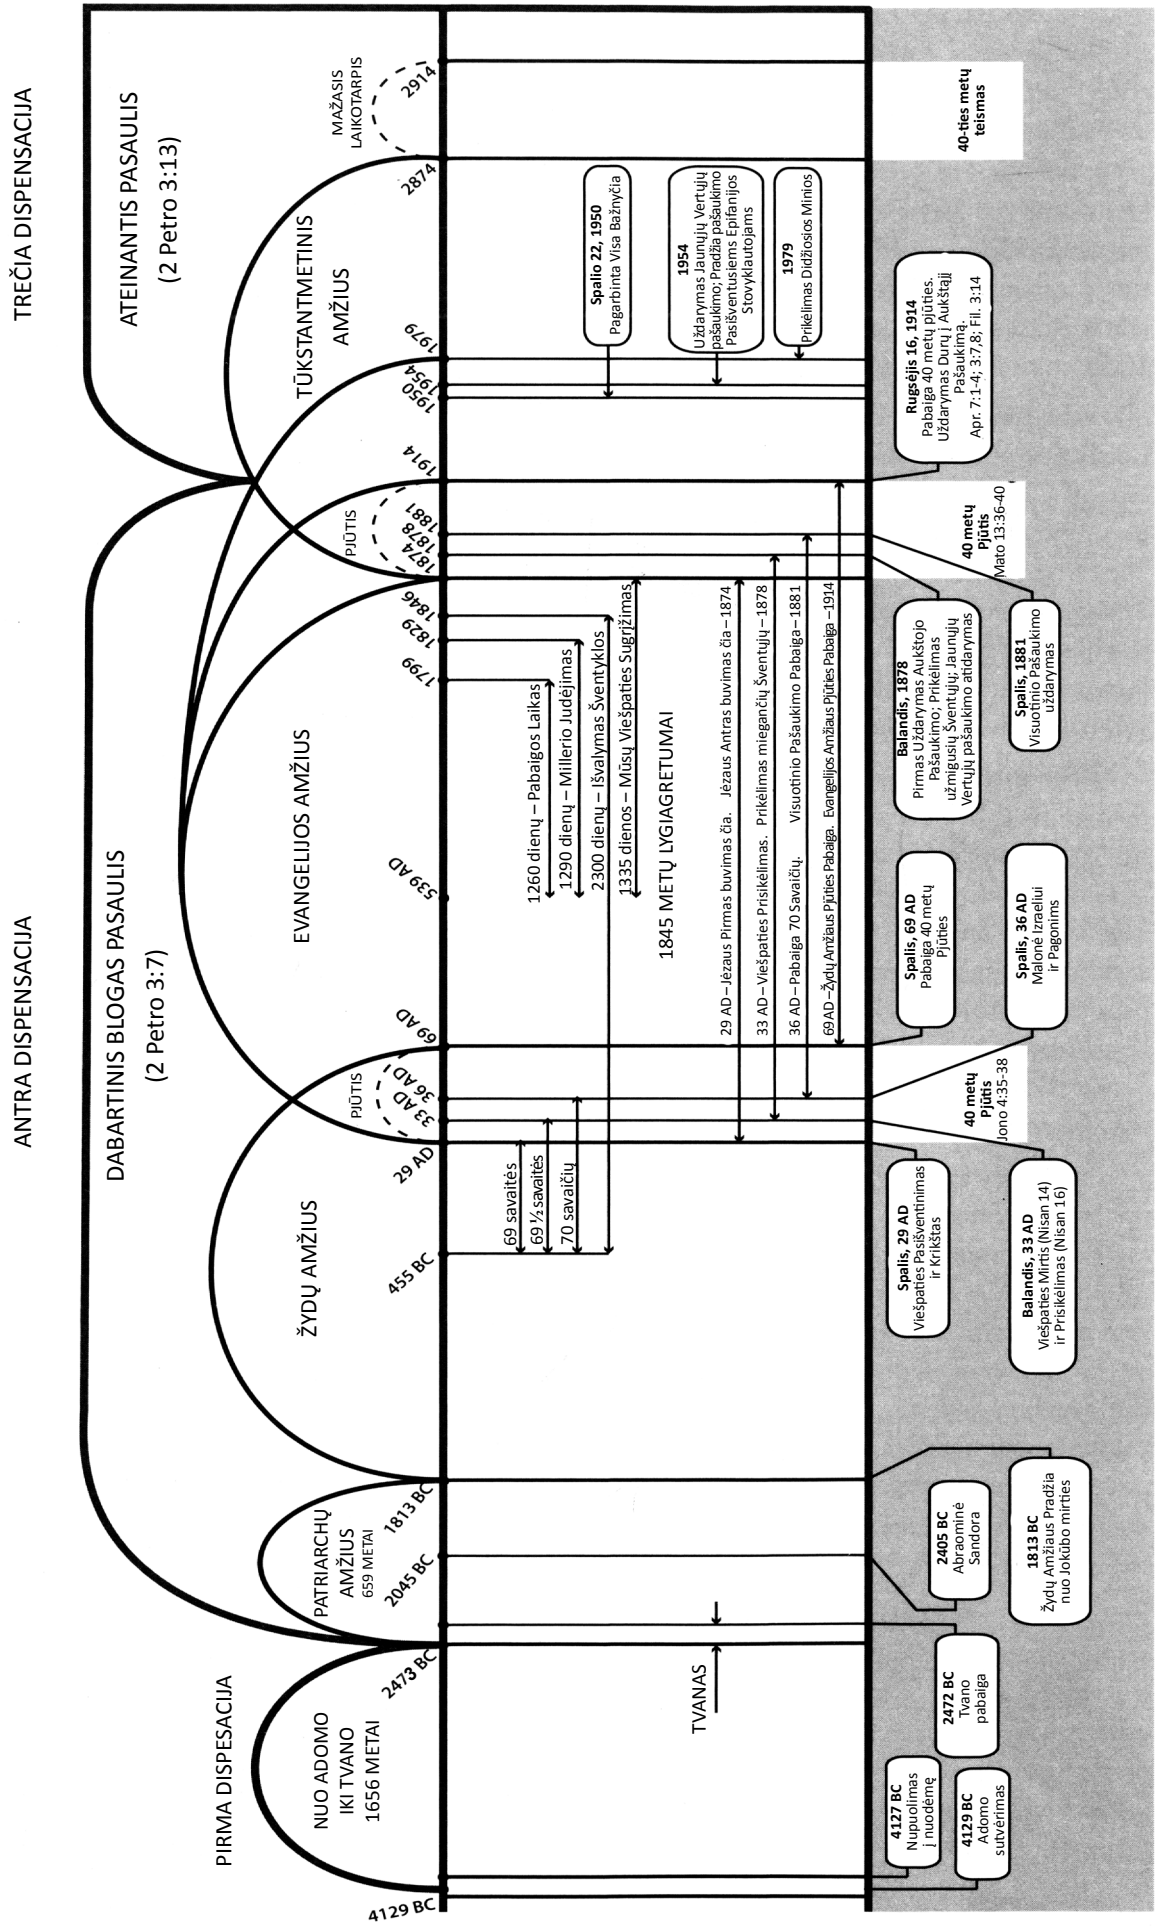 PIRMA DISPESACIJA
ANTRA DISPENSACIJA
TREČIA DISPENSACIJA
DABARTINIS BLOGAS PASAULIS
(2 Petro 3:7)
ATEINANTIS PASAULIS
(2 Petro 3:13)
NUO ADOMO
IKI TVANO
1656 METAI
PATRIARCHŲ
AMŽIUS
659 METAI
ŽYDŲ AMŽIUS
PJŪTIS
EVANGELIJOS AMŽIUS
PJŪTIS
TŪKSTANTMETINIS
AMŽIUS
MAŽASIS
LAIKOTARPIS
4129 BC
2473 BC
2045 BC
1813 BC
455 BC
29 AD
33 AD
36 AD
69 AD
539 AD
1799
1829
1846
1874
1878
1881
1914
1950
1954
1979
2874
2914
TVANAS
69 savaitės
69 ½ savaitės
70 savaičių
1260 dienų – Pabaigos Laikas
1290 dienų – Millerio Judėjimas
2300 dienų – Išvalymas Šventyklos
1335 dienos – Mūsų Viešpaties Sugrįžimas
1845 METŲ LYGIAGRETUMAI
29 AD – Jėzaus Pirmas buvimas čia. Jėzaus Antras buvimas čia – 1874
33 AD – Viešpaties Prisikėlimas. Prikėlimas miegančių Šventųjų – 1878
36 AD – Pabaiga 70 Savaičių. Visuotinio Pašaukimo Pabaiga – 1881
69 AD – Žydų Amžiaus Pjūties Pabaiga. Evangelijos Amžiaus Pjūties Pabaiga – 1914
Spalio 22, 1950
Pagarbinta Visa Bažnyčia
1954
Uždarymas Jaunųjų Vertųjų
pašaukimo; Pradžia pašaukimo
Pasišventusiems Epifanijos
Stovyklautojams
1979
Prikėlimas Didžiosios Minios
4127 BC
Nupuolimas
į nuodėmę
4129 BC
Adomo
sutvėrimas
2472 BC
Tvano
pabaiga
2405 BC
Abraominė
Sandora
1813 BC
Žydų Amžiaus Pradžia
nuo Jokūbo mirties
Spalis, 29 AD
Viešpaties Pasišventinimas
ir Krikštas
Balandis, 33 AD
Viešpaties Mirtis (Nisan 14)
ir Prisikėlimas (Nisan 16)
40 metų
Pjūtis
Jono 4:35-38
Spalis, 69 AD
Pabaiga 40 metų
Pjūties
Spalis, 36 AD
Malonė Izraeliui
ir Pagonims
Balandis, 1878
Pirmas Uždarymas Aukštojo
Pašaukimo; Prikėlimas
užmigusių Šventųjų; Jaunųjų
Vertųjų pašaukimo atidarymas
Spalis, 1881
Visuotinio Pašaukimo
uždarymas
40 metų
Pjūtis
Mato 13:36-40
Rugsėjis 16, 1914
Pabaiga 40 metų pjūties.
Uždarymas Durų į Aukštąjį
Pašaukimą.
Apr. 7:1-4; 3:7,8; Fil. 3:14
40-ties metų
teismas